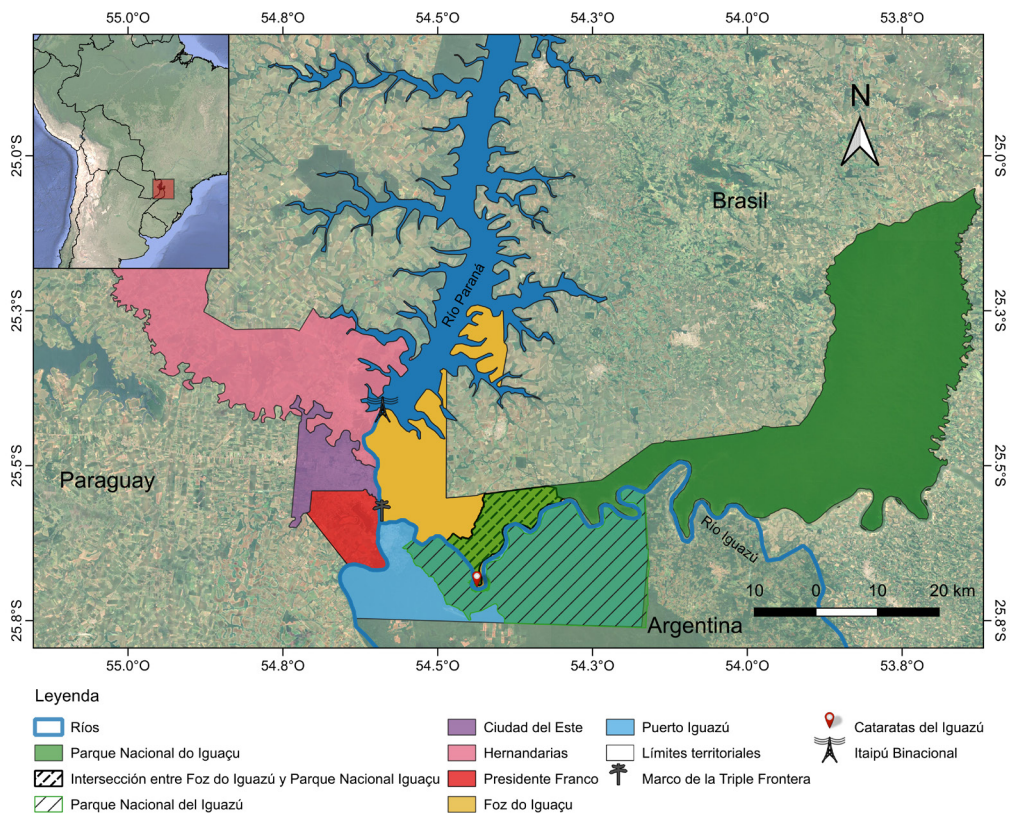 55.0°O 54.8°O 54.5°O 54.3°O 54.0°O 53.8°O
N
25.0°S 25.0°S
Brasil
Río Paraná
25.3°S 25.3°S
25.5°S 25.5°S
Paraguay
Río Iguazú
10 0 10 20 km
25.8°S 25.8°S
Argentina
55.0°O 54.8°O 54.5°O 54.3°O 54.0°O 53.8°O
Leyenda
Ríos
Parque Nacional do Iguaçu
Intersección entre Foz do Iguazú y Parque Nacional Iguaçu
Parque Nacional del Iguazú
Ciudad del Este
Hernandarias
Presidente Franco
Foz do Iguaçu
Puerto Iguazú
Límites territoriales
Marco de la Triple Frontera
Cataratas del Iguazú
Itaipú Binacional